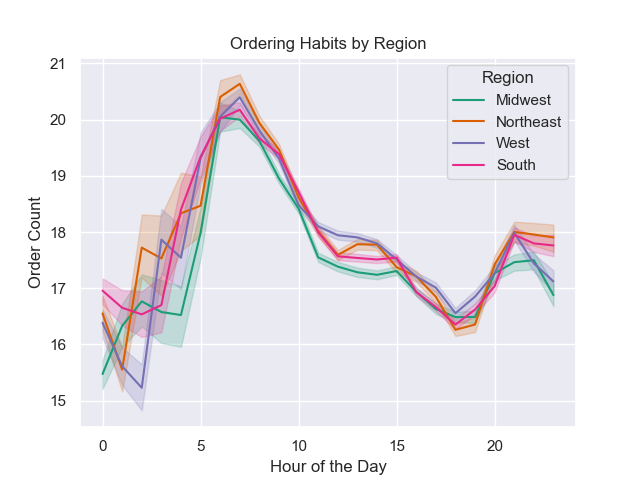 Ordering Habits by Region
Order Count
21
20
19
18
17
16
15
Region
Midwest
Northeast
West
South
0 5 10 15 20
Hour of the Day